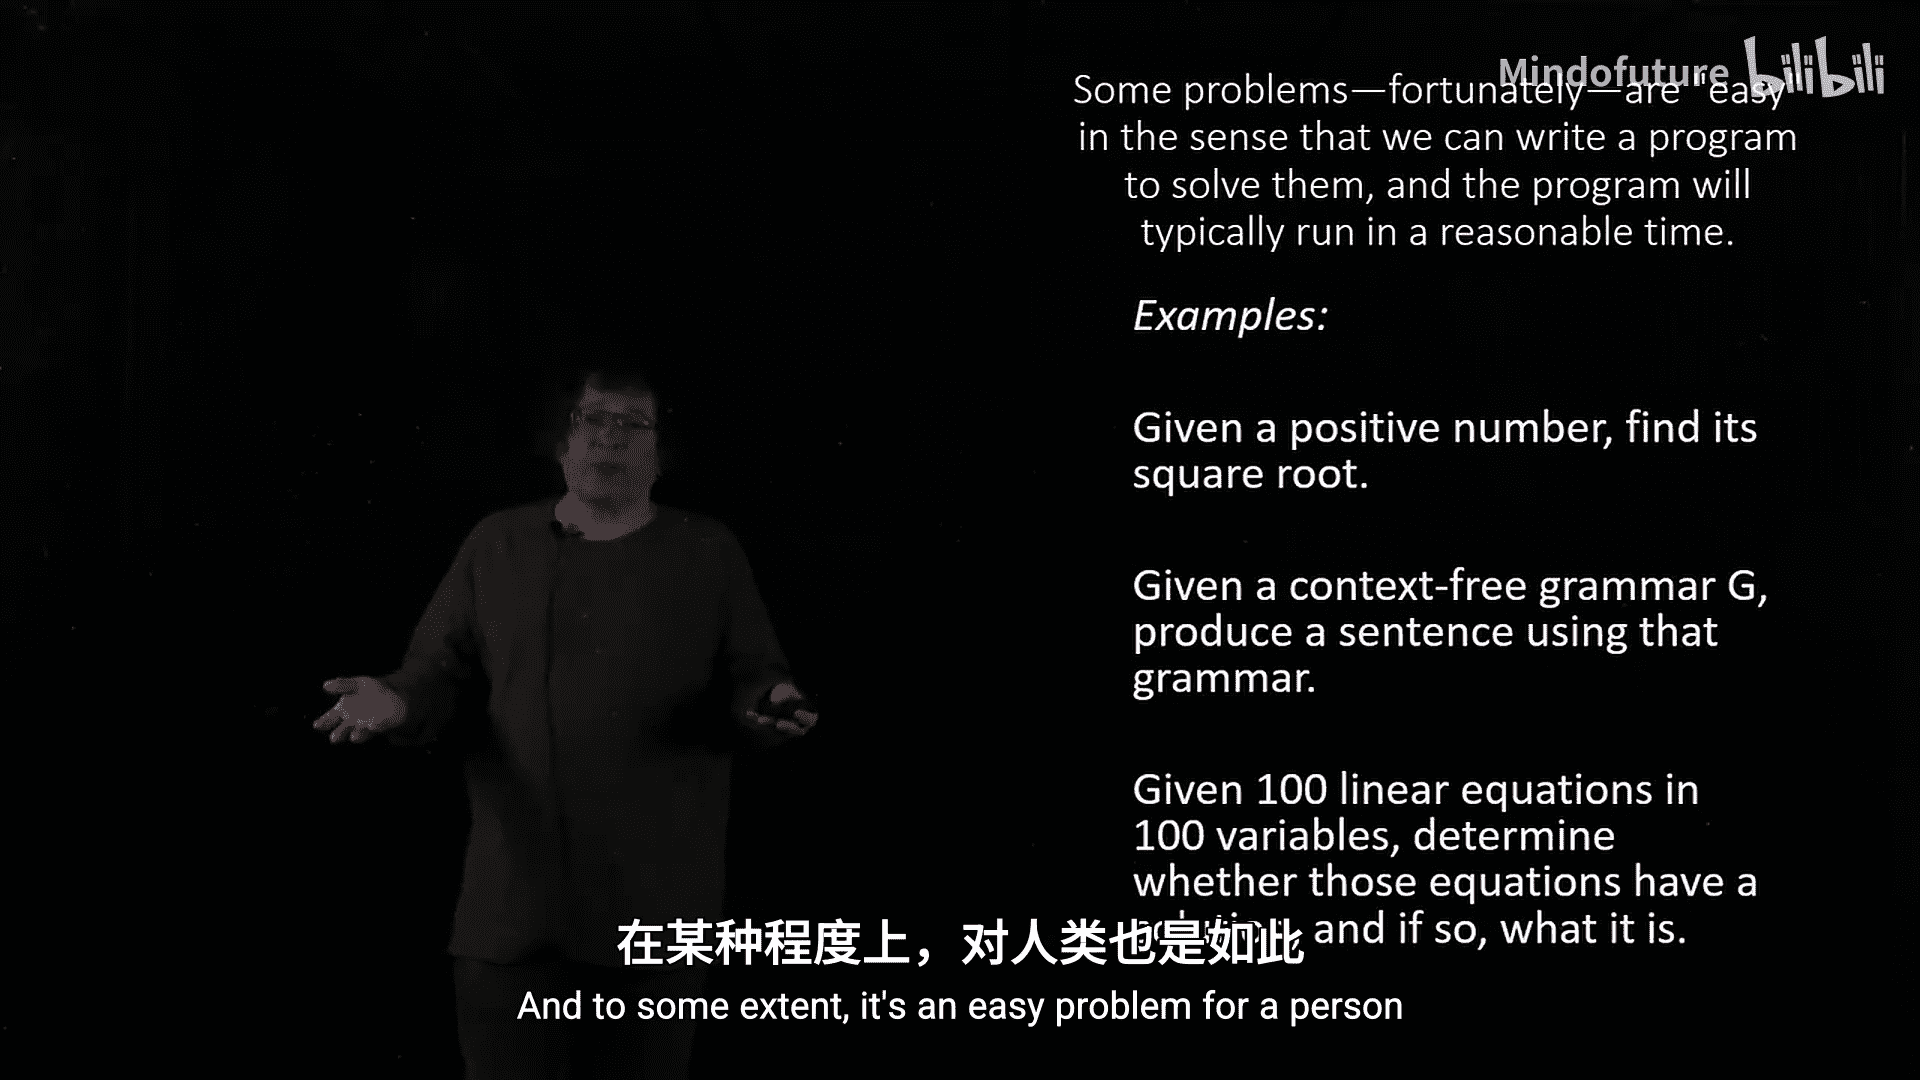 Mindofuture bilibili
Some problems—fortunately—are "easy"
in the sense that we can write a program
to solve them, and the program will
typically run in a reasonable time.
Examples:
Given a positive number, find its
square root.
Given a context-free grammar G,
produce a sentence using that
grammar.
Given 100 linear equations in
100 variables, determine
whether those equations have a
and if so, what it is.
在某种程度上，对人类也是如此
And to some extent, it's an easy problem for a person